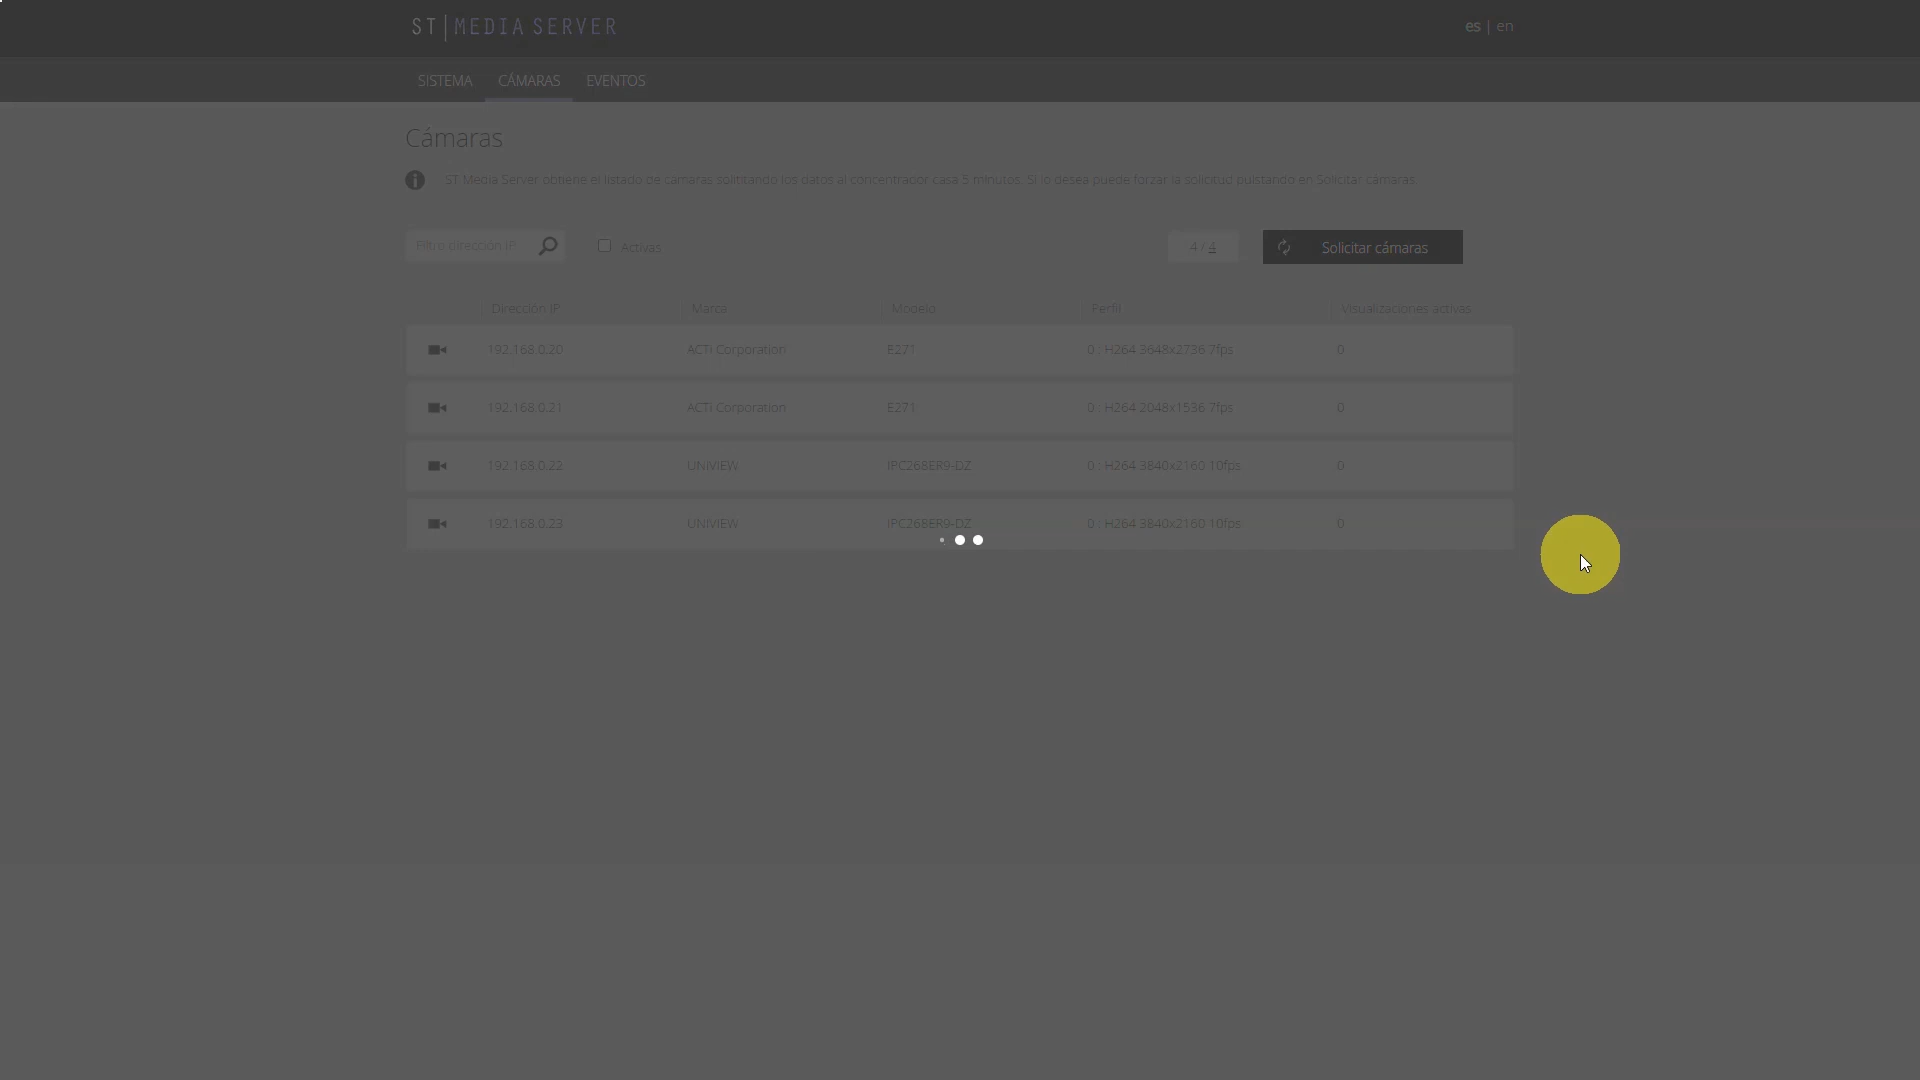 ST|MEDIA SERVER
es | en
SISTEMA CÁMARAS EVENTOS
Cámaras
ST Media Server obtiene el listado de cámaras solititando los datos al concentrador casa 5 minutos. Si lo desea puede forzar la solicitud pulstando en Solicitar cámaras
Filtro dirección IP Activas 4 / 4 Solicitar cámaras
Dirección IP Marca Modelo Perfil Visualizaciones activas
192.168.0.20 ACTi Corporation E271 0 : H264 3648x2736 7fps 0
192.168.0.21 ACTi Corporation E271 0 : H264 2048x1536 7fps 0
192.168.0.22 UNIVIEW IPC268ER9-DZ 0 : H264 3840x2160 10fps 0
192.168.0.23 UNIVIEW IPC268ER9-DZ 0 : H264 3840x2160 10fps 0